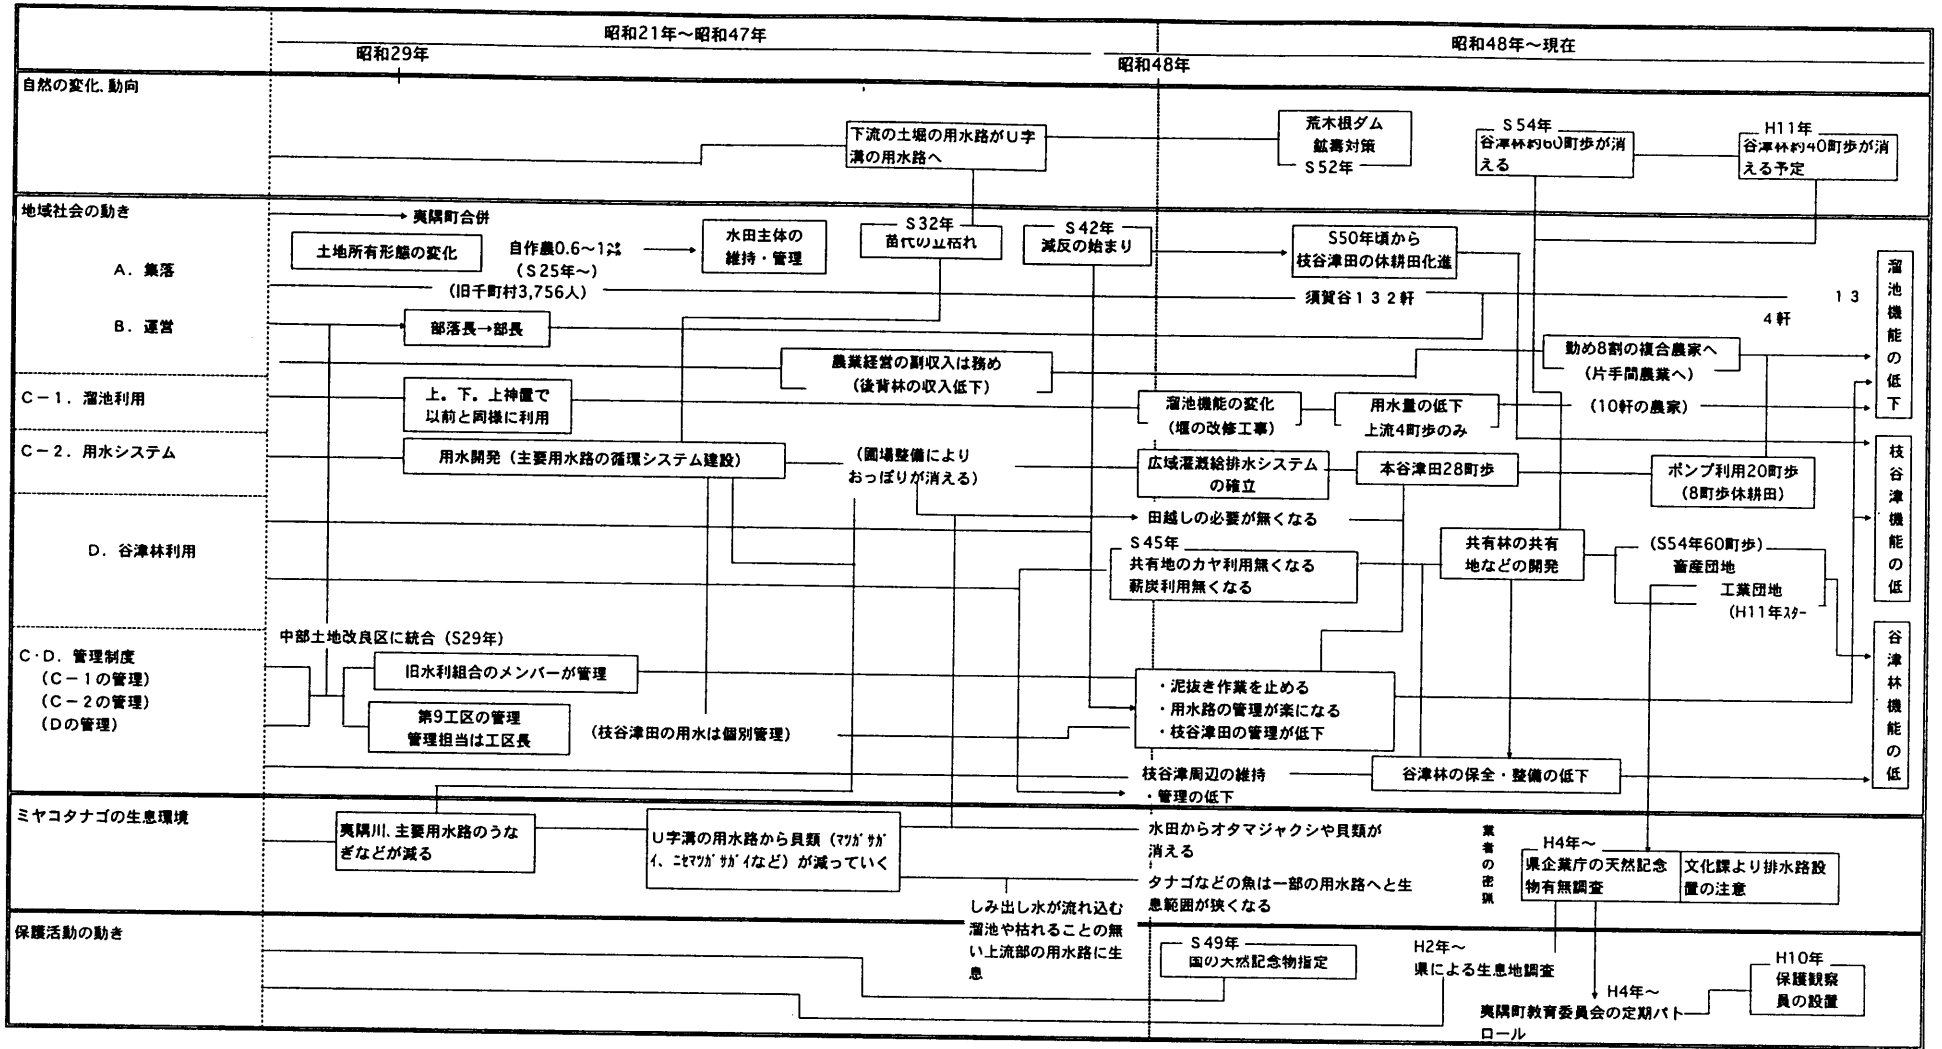 昭和21年～昭和47年
昭和48年～現在
昭和29年
昭和48年
自然の変化、動向
下流の土堀の用水路がU字
溝の用水路へ
荒木根ダム
鉱毒対策
S52年
S54年
谷津林約60町歩が消
える
H11年
谷津林約40町歩が消
える予定
地域社会の動き
夷隅町合併
土地所有形態の変化
自作農0.6～1㌶
(S25年～)
水田主体の
維持・管理
S32年
苗代の立枯れ
S42年
減反の始まり
S50年頃から
枝谷津田の休耕田化進
A. 集落
(旧千町村3,756人)
須賀谷132軒
13
4軒
B. 運営
部落長→部長
農業経営の副収入は務め
(後背林の収入低下)
勤め8割の複合農家へ
(片手間農業へ)
溜池機能の低下
C-1. 溜池利用
上。下。上神置で
以前と同様に利用
溜池機能の変化
(堰の改修工事)
用水量の低下
上流4町歩のみ
(10軒の農家)
C-2. 用水システム
用水開発（主要用水路の循環システム建設）
(圃場整備により
おっぽりが消える)
広域灌漑給排水システム
の確立
本谷津田28町歩
ポンプ利用20町歩
(8町歩休耕田)
枝谷津機能の低
田越しの必要が無くなる
D. 谷津林利用
S45年
共有地のカヤ利用無くなる
薪炭利用無くなる
共有林の共有
地などの開発
(S54年60町歩)
畜産団地
工業団地
(H11年ｽﾀｰ
中部土地改良区に統合（S29年）
C・D. 管理制度
(C-1の管理)
(C-2の管理)
(Dの管理)
旧水利組合のメンバーが管理
第9工区の管理
管理担当は工区長
(枝谷津田の用水は個別管理)
・泥抜き作業を止める
・用水路の管理が楽になる
・枝谷津田の管理が低下
枝谷津周辺の維持
・管理の低下
谷津林の保全・整備の低下
谷津林機能の低
ミヤコタナゴの生息環境
夷隅川、主要用水路のうな
ぎなどが減る
U字溝の用水路から貝類（ﾏﾂｶﾞｻｶﾞ
ｲ、ﾆｾﾏﾂｶﾞｻｶﾞｲなど）が減っていく
水田からオタマジャクシや貝類が
消える
タナゴなどの魚は一部の用水路へと生
息範囲が狭くなる
業者の密猟
H4年～
県企業庁の天然記念
物有無調査
文化課より排水路設
置の注意
しみ出し水が流れ込む
溜池や枯れることの無
い上流部の用水路に生
息
保護活動の動き
S49年
国の天然記念物指定
H2年～
県による生息地調査
H4年～
夷隅町教育委員会の定期パト
ロール
H10年
保護観察
員の設置